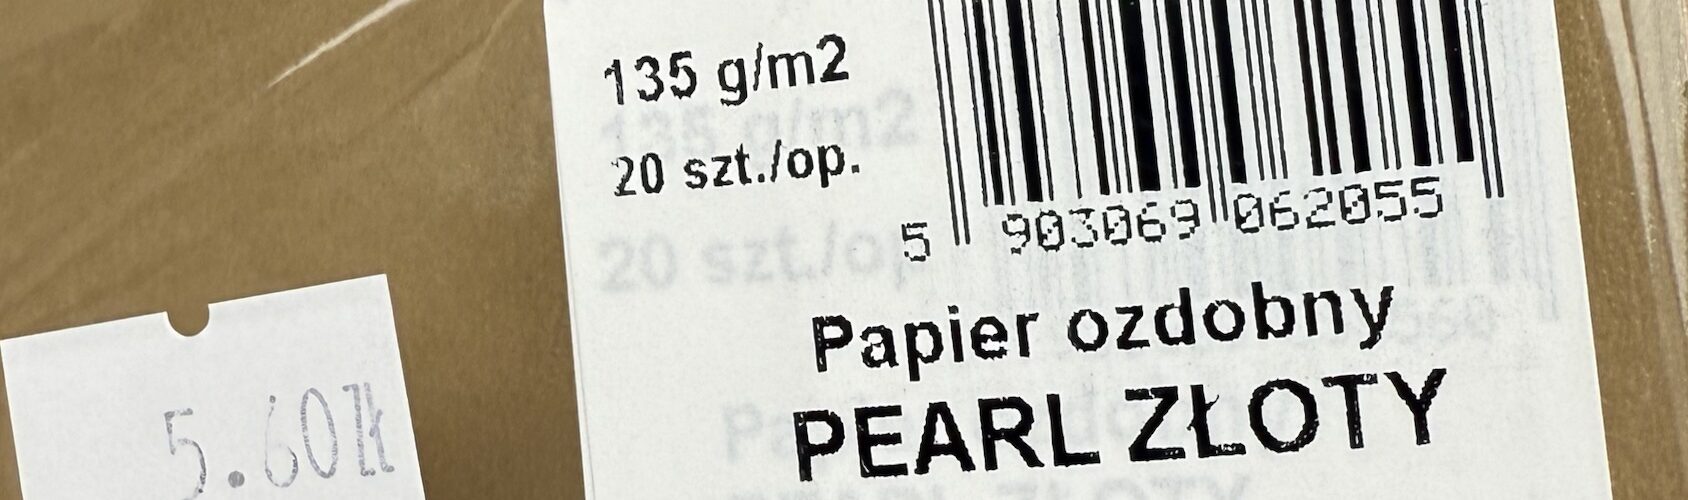 135 g/m2
20 szt./op.
5 903069 062055
Papier ozdobny
PEARL ZŁOTY
5.60zł